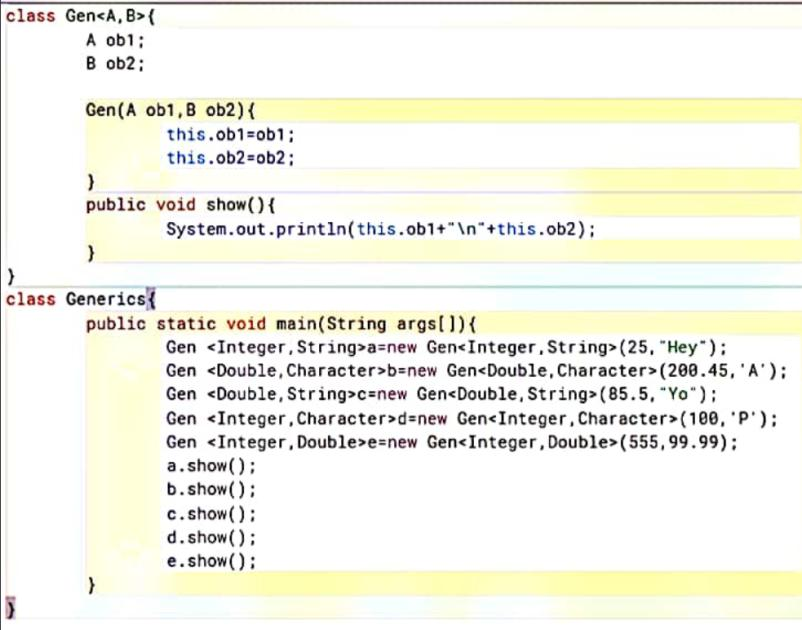 class Gen<A,B>{
A ob1;
B ob2;
Gen(A ob1,B ob2){
this.ob1=ob1;
this.ob2=ob2;
}
public void show(){
System.out.println(this.ob1+"\n"+this.ob2);
}
}
class Generics{
public static void main(String args[]){
Gen <Integer,String>a=new Gen<Integer,String>(25,"Hey");
Gen <Double,Character>b=new Gen<Double,Character>(200.45,'A');
Gen <Double,String>c=new Gen<Double,String>(85.5,"Yo");
Gen <Integer,Character>d=new Gen<Integer,Character>(100,'P');
Gen <Integer,Double>e=new Gen<Integer,Double>(555,99.99);
a.show();
b.show();
c.show();
d.show();
e.show();
}
}